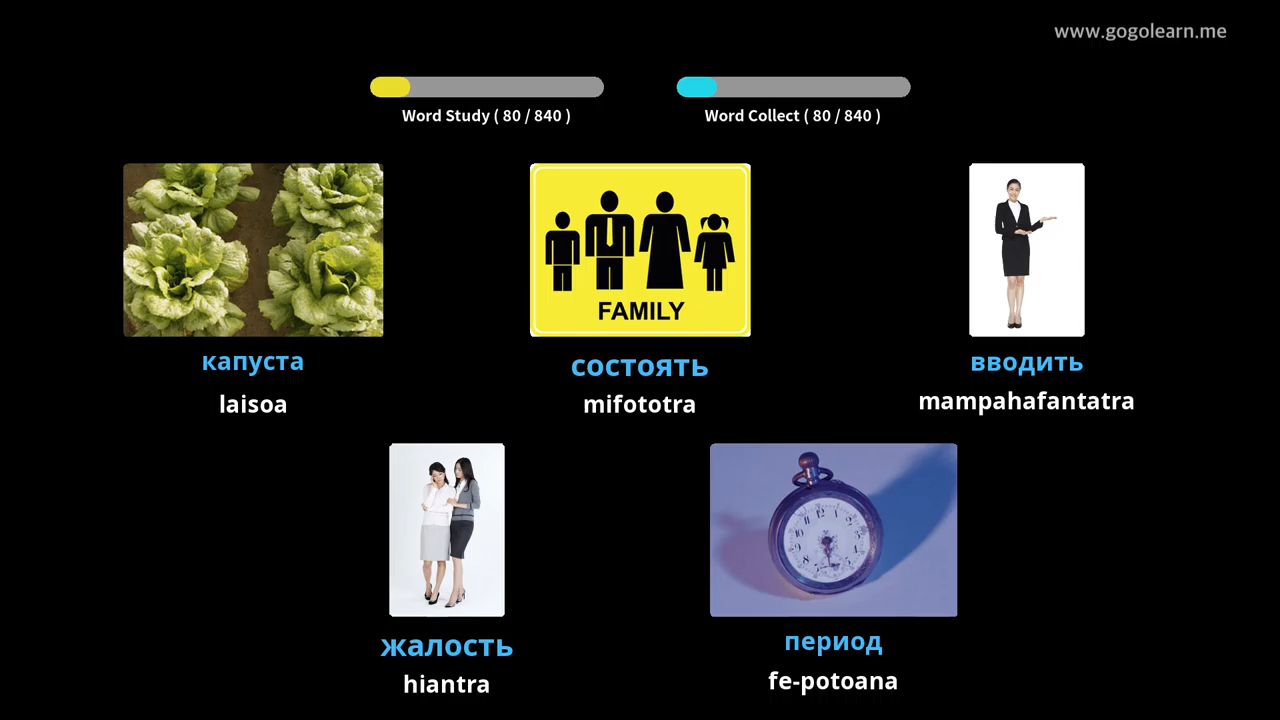 www.gogolearn.me
Word Study ( 80 / 840 )
Word Collect ( 80 / 840 )
FAMILY
капуста
состоять
вводить
laisoa
mifototra
mampahafantatra
жалость
период
hiantra
fe-potoana